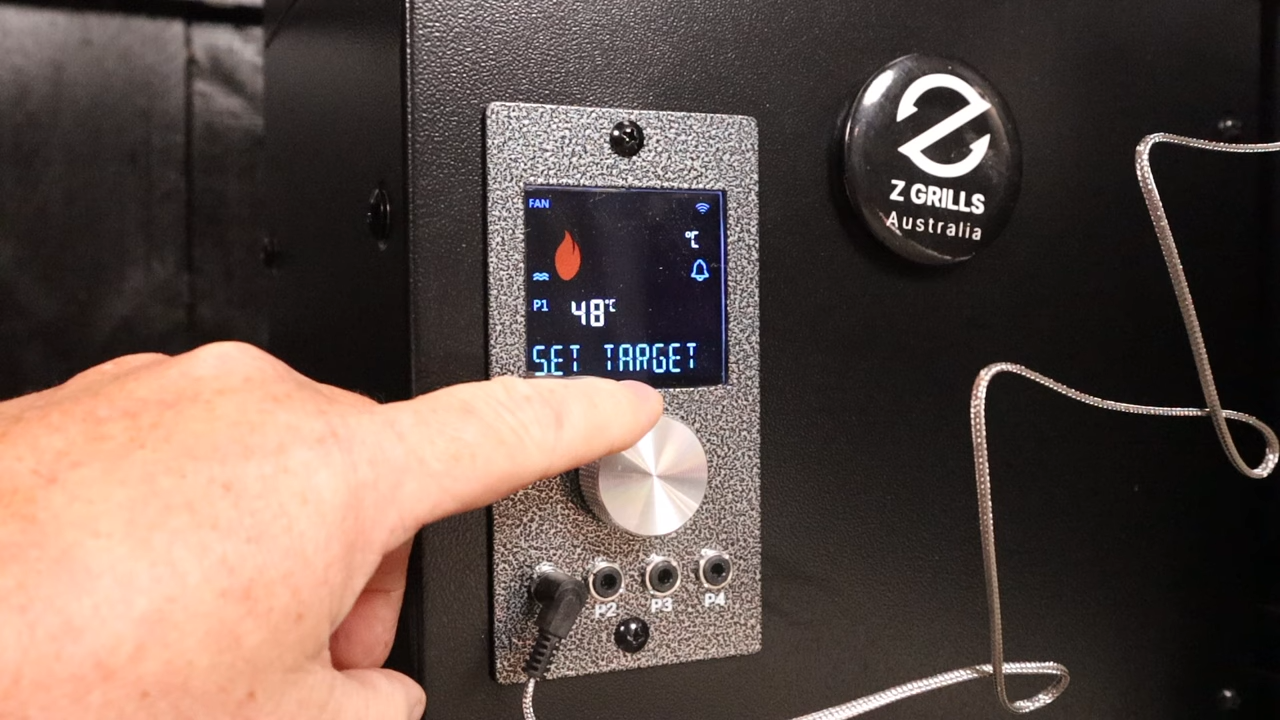 FAN
°C
P1 48°C
SET TARGET
P2 P3 P4
Z GRILLS
Australia